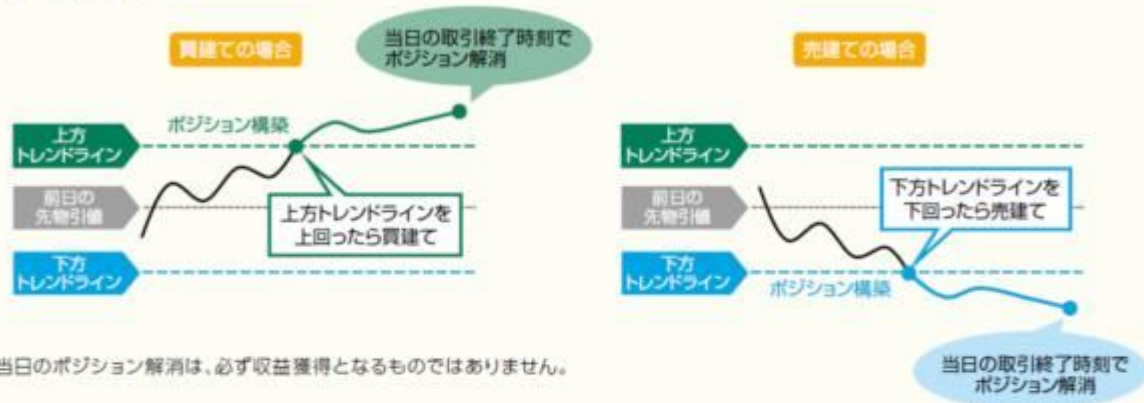 買建ての場合
当日の取引終了時刻で
ポジション解消
上方
トレンドライン
ポジション構築
前日の
先物引値
上方トレンドラインを
上回ったら買建て
下方
トレンドライン
売建ての場合
上方
トレンドライン
前日の
先物引値
下方トレンドラインを
下回ったら売建て
下方
トレンドライン
ポジション構築
当日の取引終了時刻で
ポジション解消
当日のポジション解消は、必ず収益獲得となるものではありません。